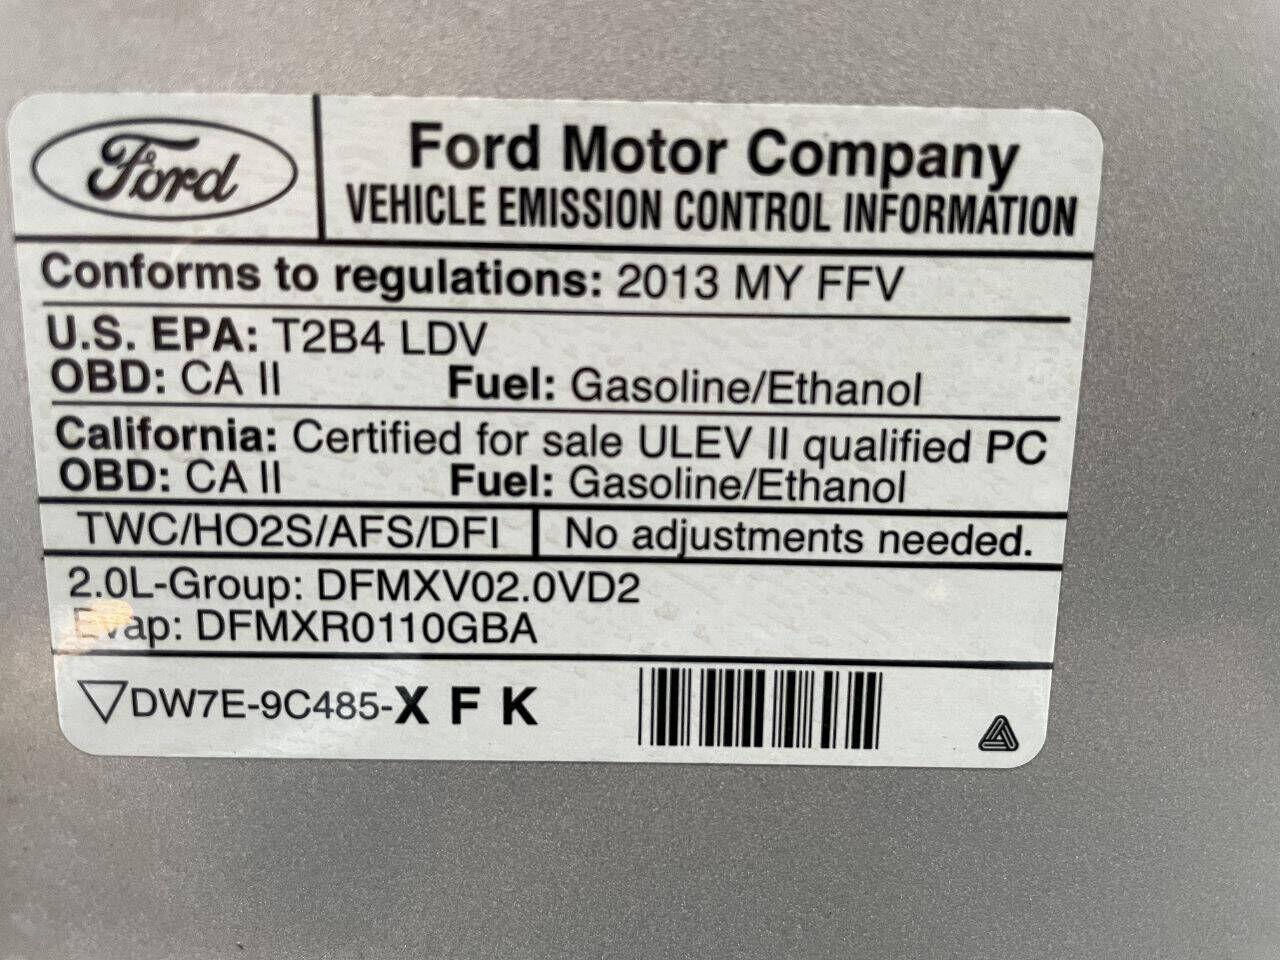 Ford
Ford Motor Company
VEHICLE EMISSION CONTROL INFORMATION
Conforms to regulations: 2013 MY FFV
U.S. EPA: T2B4 LDV
OBD: CA II Fuel: Gasoline/Ethanol
California: Certified for sale ULEV II qualified PC
OBD: CA II Fuel: Gasoline/Ethanol
TWC/HO2S/AFS/DFI No adjustments needed.
2.0L-Group: DFMXV02.0VD2
Evap: DFMXR0110GBA
▽DW7E-9C485-X F K